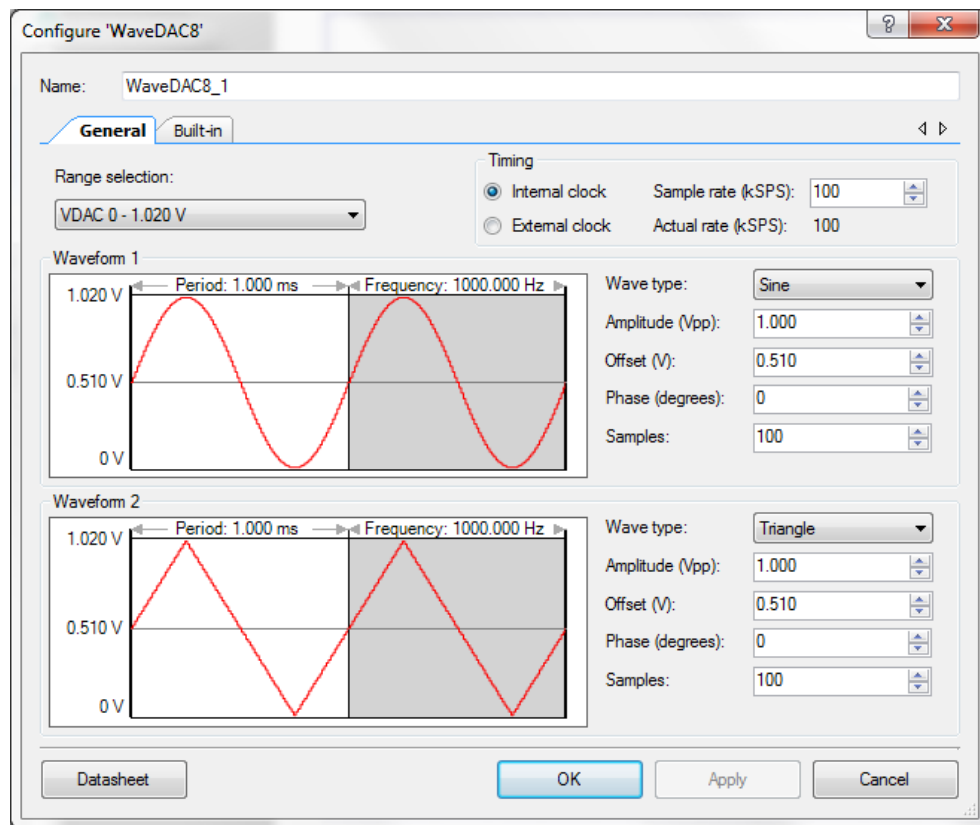 Configure 'WaveDAC8'
Name: WaveDAC8_1
General Built-in
Range selection:
VDAC 0 - 1.020 V
Timing
Internal clock Sample rate (kSPS): 100
External clock Actual rate (kSPS): 100
Waveform 1
Period: 1.000 ms Frequency: 1000.000 Hz
1.020 V
0.510 V
0 V
Wave type: Sine
Amplitude (Vpp): 1.000
Offset (V): 0.510
Phase (degrees): 0
Samples: 100
Waveform 2
Period: 1.000 ms Frequency: 1000.000 Hz
1.020 V
0.510 V
0 V
Wave type: Triangle
Amplitude (Vpp): 1.000
Offset (V): 0.510
Phase (degrees): 0
Samples: 100
Datasheet OK Apply Cancel